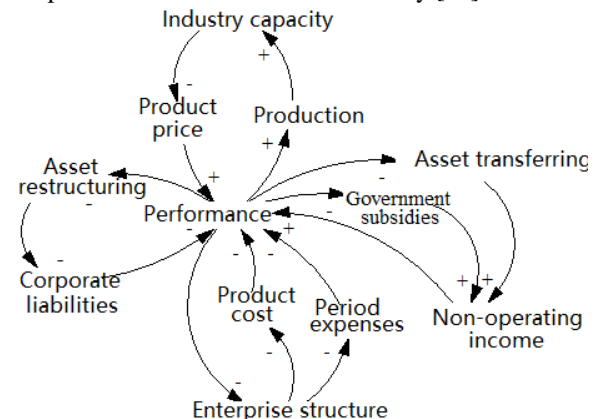 Industry capacity
+
-
Product
price
Production
+
+
-
Asset transferring
Asset
restructuring
-
Government
subsidies
-
Performance
-
+
-
-
-
Corporate
liabilities
+
+
Product
cost
Period
expenses
Non-operating
income
-
-
-
Enterprise structure